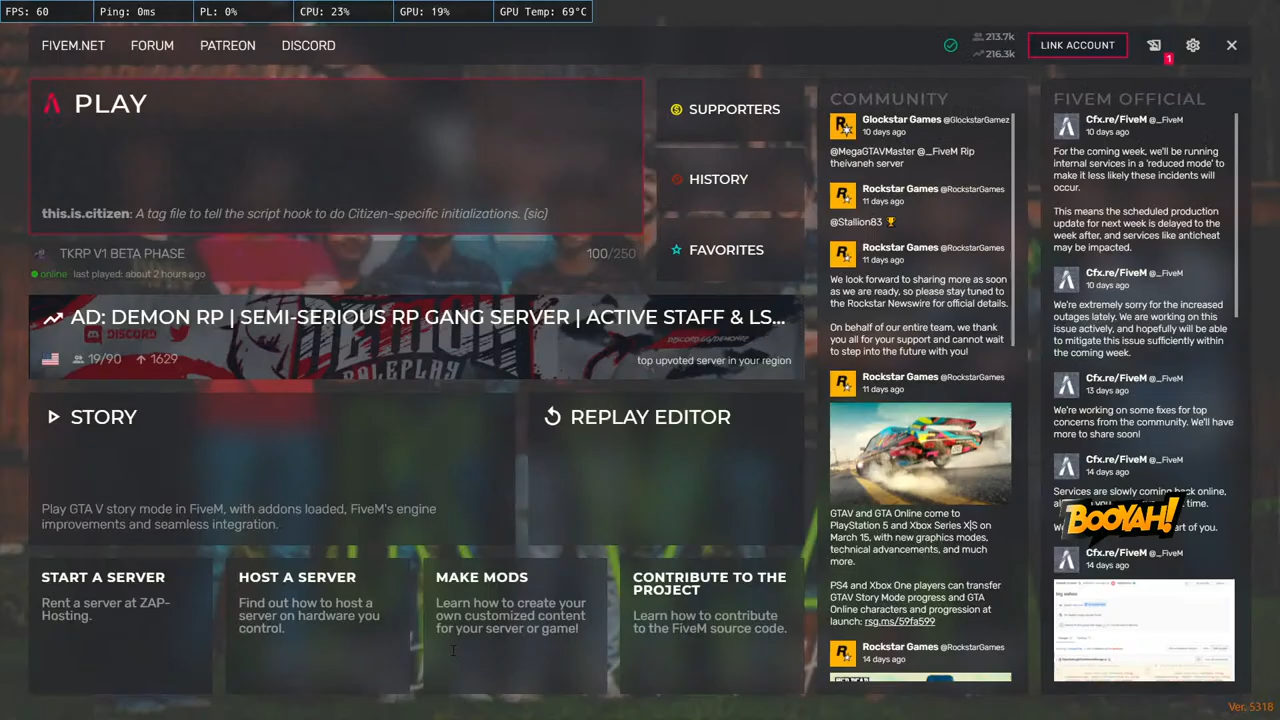 FPS: 60
Ping: 0ms
PL: 0%
CPU: 23%
GPU: 19%
GPU Temp: 69°C
FIVEM.NET
FORUM
PATREON
DISCORD
213.7k
216.3k
LINK ACCOUNT
1
PLAY
this.is.citizen: A tag file to tell the script hook to do Citizen-specific initializations. (sic)
TKRP V1 BETA PHASE
100/250
online
last played: about 2 hours ago
SUPPORTERS
HISTORY
FAVORITES
AD: DEMON RP | SEMI-SERIOUS RP GANG SERVER | ACTIVE STAFF & LS...
DISCORD
DEMON
ROLEPLAY
19/90
1629
top upvoted server in your region
STORY
Play GTA V story mode in FiveM, with addons loaded, FiveM's engine
improvements and seamless integration.
REPLAY EDITOR
START A SERVER
Rent a server at ZAP-
Hosting.
HOST A SERVER
Find out how to host a
server on hardware you
control.
MAKE MODS
Learn how to create your
own customized content
for your server or game!
CONTRIBUTE TO THE
PROJECT
Learn how to contribute
to the FiveM source code.
COMMUNITY
Glockstar Games @GlockstarGamez
10 days ago
@MegaGTAVMaster @_FiveM Rip
theivaneh server
Rockstar Games @RockstarGames
11 days ago
@Stallion83 🏆
Rockstar Games @RockstarGames
11 days ago
We look forward to sharing more as soon
as we are ready, so please stay tuned to
the Rockstar Newswire for official details.
On behalf of our entire team, we thank
you all for your support and cannot wait
to step into the future with you!
Rockstar Games @RockstarGames
11 days ago
GTAV and GTA Online come to
PlayStation 5 and Xbox Series X|S on
March 15, with new graphics modes,
technical advancements, and much
more.
PS4 and Xbox One players can transfer
GTAV Story Mode progress and GTA
Online characters and progression at
launch: rsg.ms/59fa599
Rockstar Games @RockstarGames
14 days ago
FIVEM OFFICIAL
Cfx.re/FiveM @_FiveM
10 days ago
For the coming week, we'll be running
internal services in a 'reduced mode' to
make it less likely these incidents will
occur.
This means the scheduled production
update for next week is delayed to the
week after, and services like anticheat
may be impacted.
Cfx.re/FiveM @_FiveM
10 days ago
We're extremely sorry for the increased
outages lately. We are working on this
issue actively, and hopefully will be able
to mitigate this issue sufficiently within
the coming week.
Cfx.re/FiveM @_FiveM
13 days ago
We're working on some fixes for top
concerns from the community. We'll have
more to share soon!
Cfx.re/FiveM @_FiveM
14 days ago
Services are slowly coming back online,
time.
BOOYAH!
art of you.
Cfx.re/FiveM @_FiveM
14 days ago
Ver. 5318